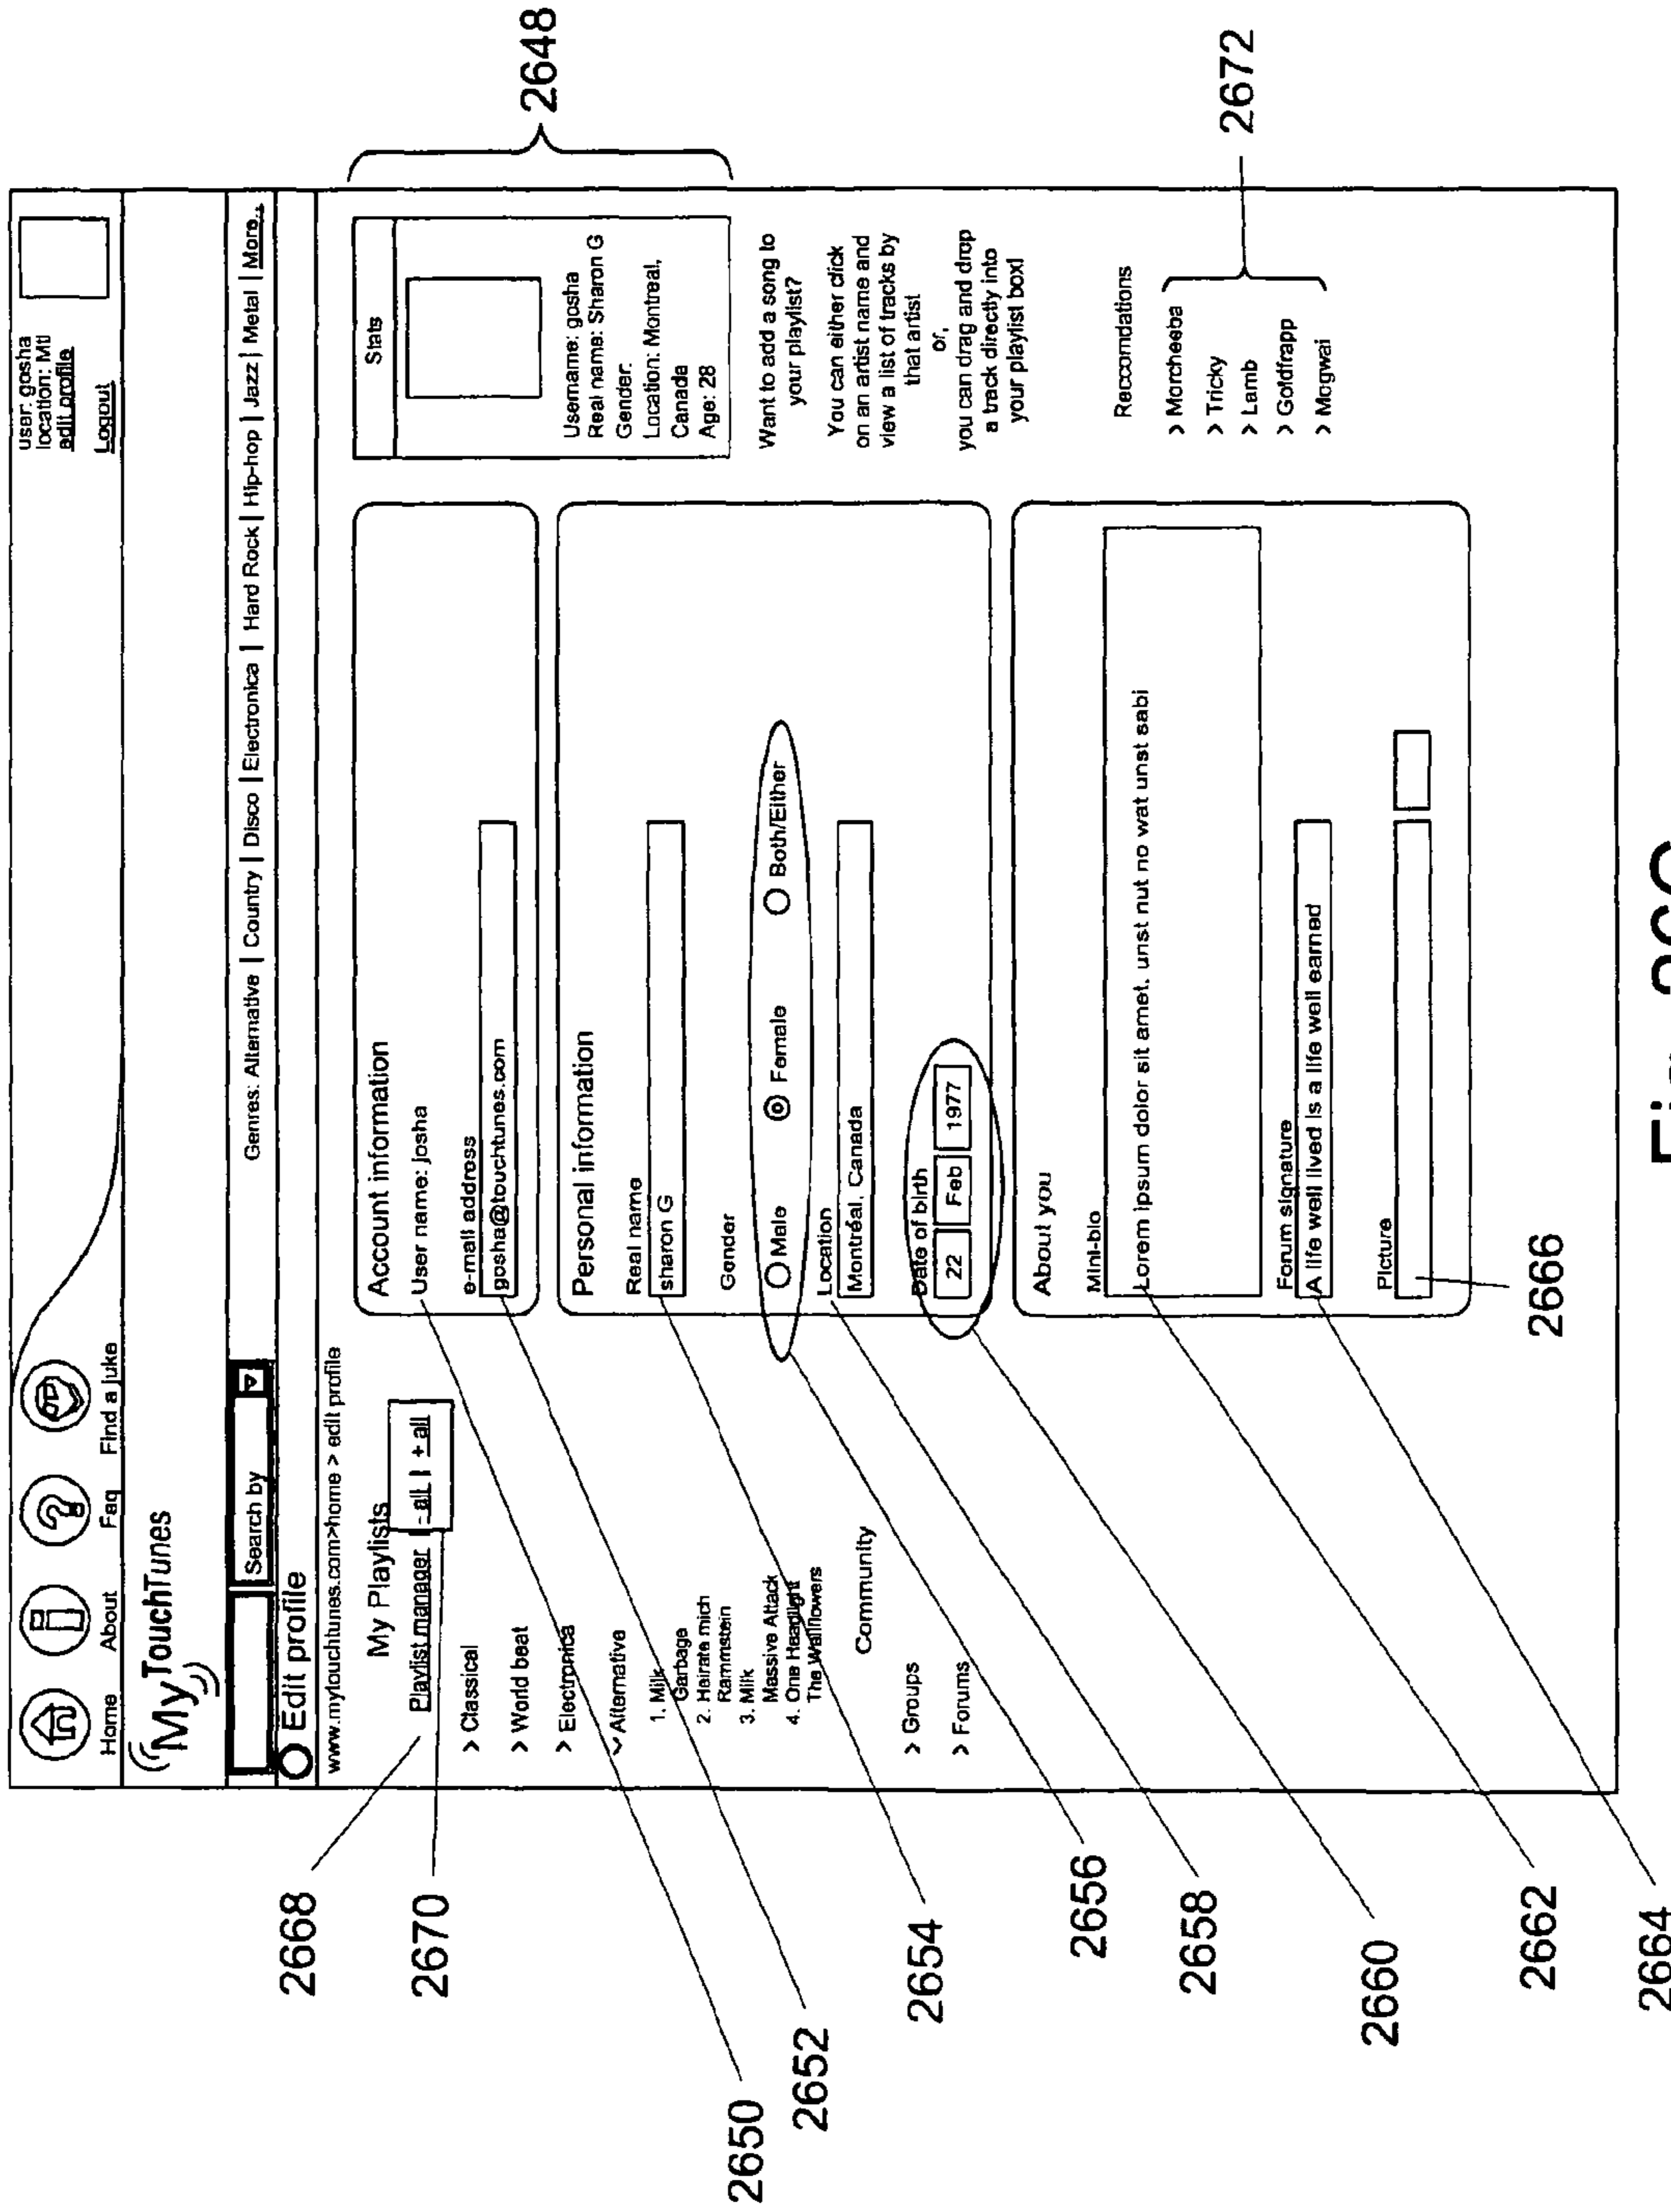 Home
About
Faq
Find a juke
user: gosha
location: Mtl
edit profile
Logout
MyTouchTunes
Search by
Genres: Alternative | Country | Disco | Electronica | Hard Rock | Hip-hop | Jazz | Metal | More..
Edit profile
www.mytouchtunes.com>home > edit profile
My Playlists
Playlist manager | - all | + all
> Classical
> World beat
> Electronica
Alternative
1. Milk
Garbage
2. Hairate mich
Rammstein
3. Milk
Massive Attack
4. One Headlight
The Wallflowers
Community
> Groups
> Forums
Account information
User name: josha
e-mail address
gosha@touchtunes.com
Personal information
Real name
sharon G
Gender
Male
Female
Both/Either
Location
Montréal, Canada
Date of birth
22 Feb 1977
About you
Mini-bio
Lorem ipsum dolor sit amet, unst nut no wat unst sabi
Forum signature
A life well lived is a life well earned
Picture
Stats
Username: gosha
Real name: Sharon G
Gender:
Location: Montreal,
Canada
Age: 28
Want to add a song to
your playlist?
You can either click
on an artist name and
view a list of tracks by
that artist
or,
you can drag and drop
a track directly into
your playlist box!
Reccomdations
> Morcheeba
> Tricky
> Lamb
> Goldfrapp
> Mogwai
2648
2672
2668
2670
2650
2652
2654
2656
2658
2660
2662
2664
2666